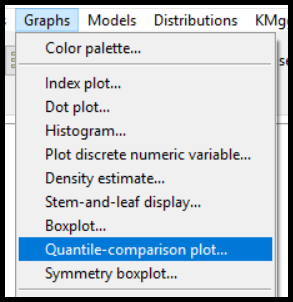 Graphs Models Distributions KMg
Color palette...
Index plot...
Dot plot...
Histogram...
Plot discrete numeric variable...
Density estimate...
Stem-and-leaf display...
Boxplot...
Quantile-comparison plot...
Symmetry boxplot...